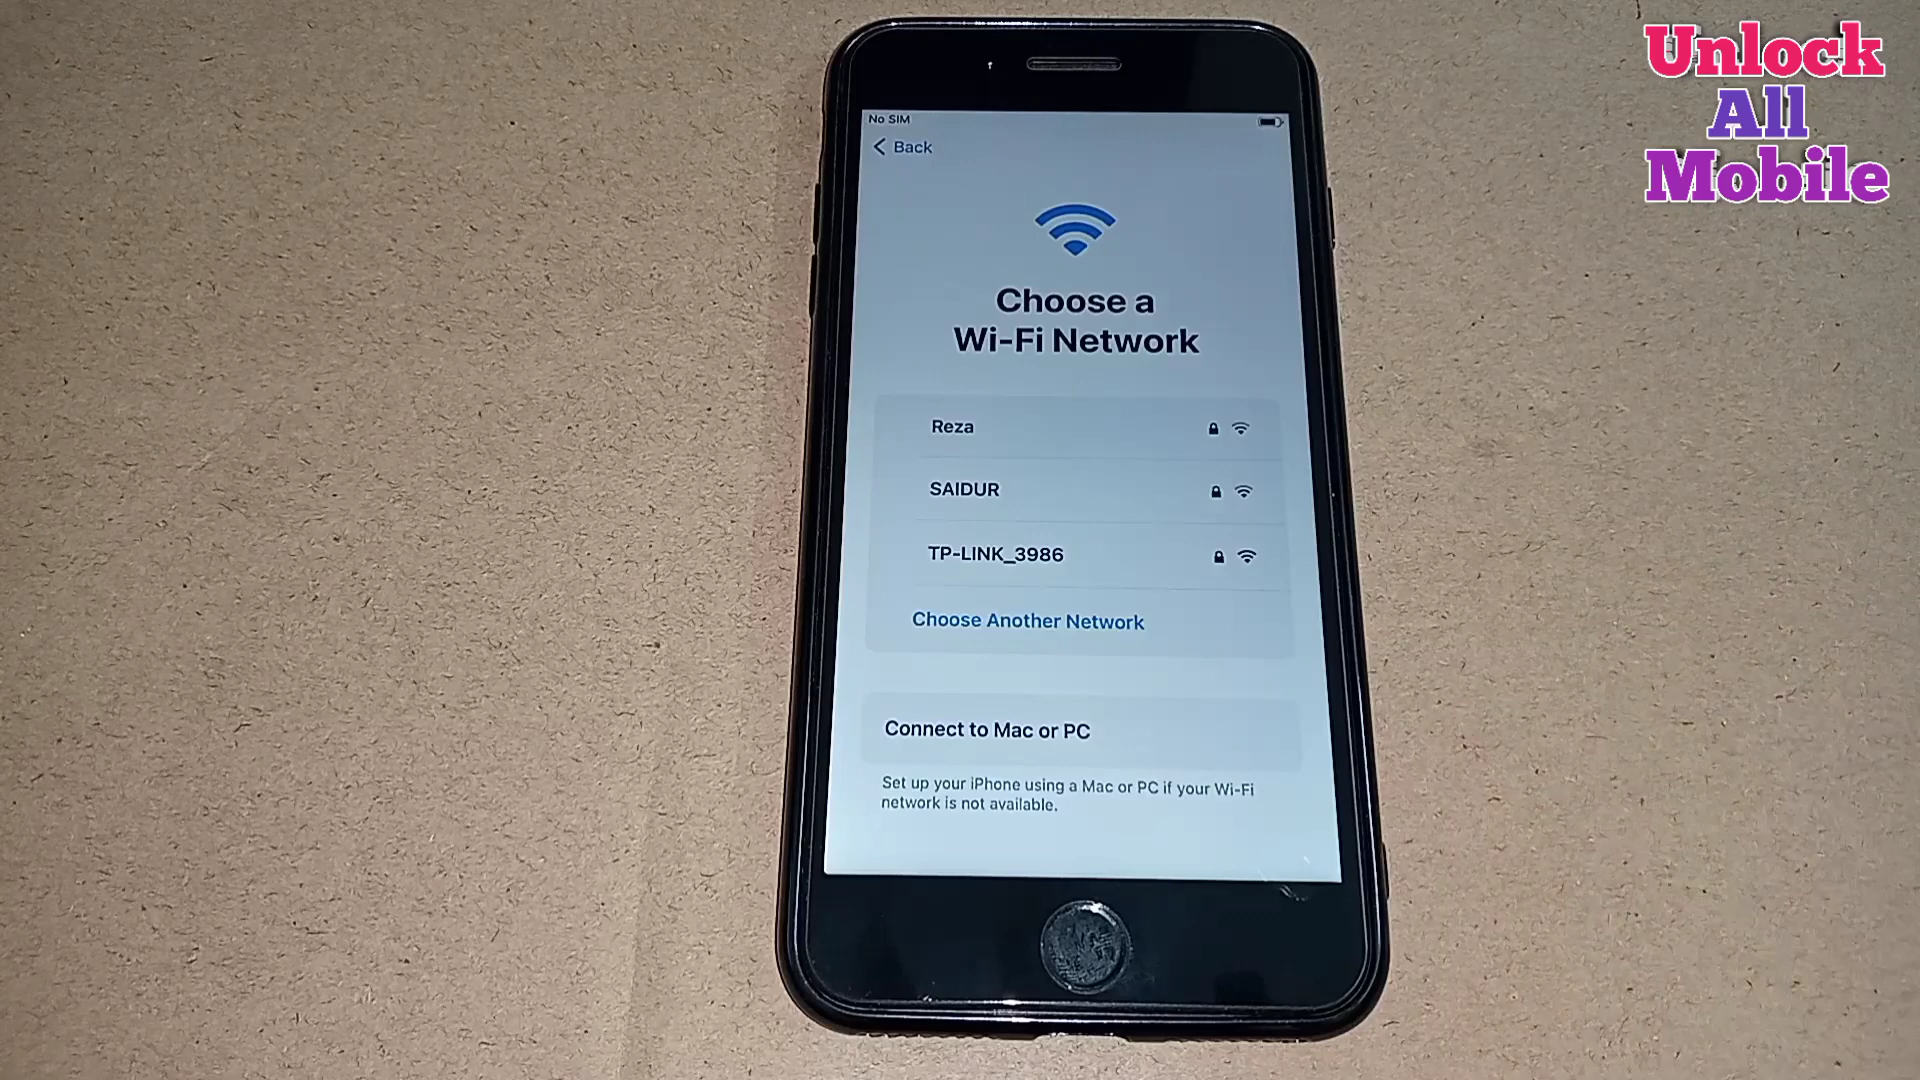 Unlock
All
Mobile
No SIM
Back
Choose a
Wi-Fi Network
Reza
SAIDUR
TP-LINK_3986
Choose Another Network
Connect to Mac or PC
Set up your iPhone using a Mac or PC if your Wi-Fi
network is not available.